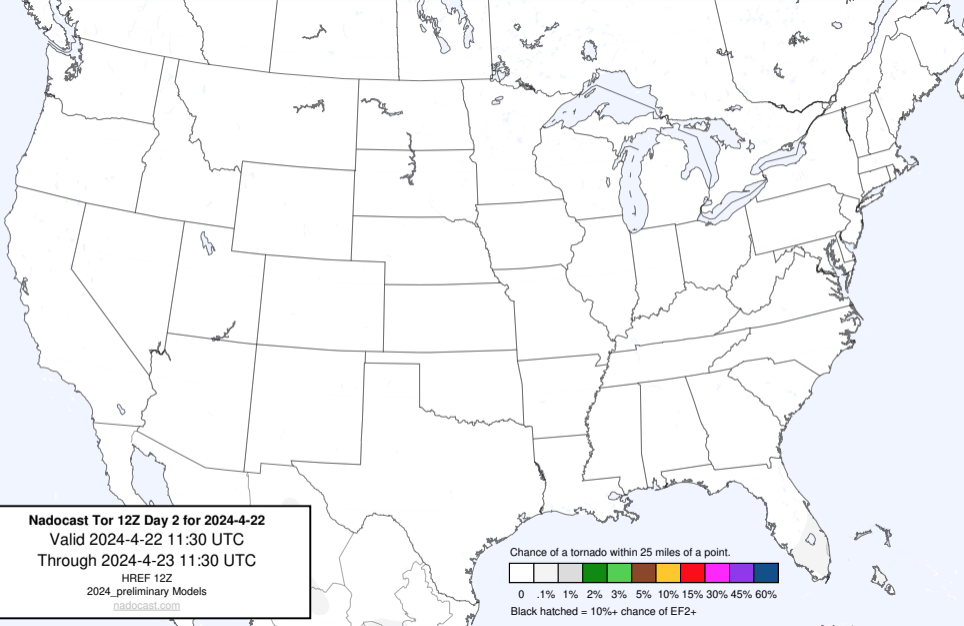 Nadocast Tor 12Z Day 2 for 2024-4-22
Valid 2024-4-22 11:30 UTC
Through 2024-4-23 11:30 UTC
HREF 12Z
2024_preliminary Models
nadocast.com
Chance of a tornado within 25 miles of a point.
0 .1% 1% 2% 3% 5% 10% 15% 30% 45% 60%
Black hatched = 10%+ chance of EF2+